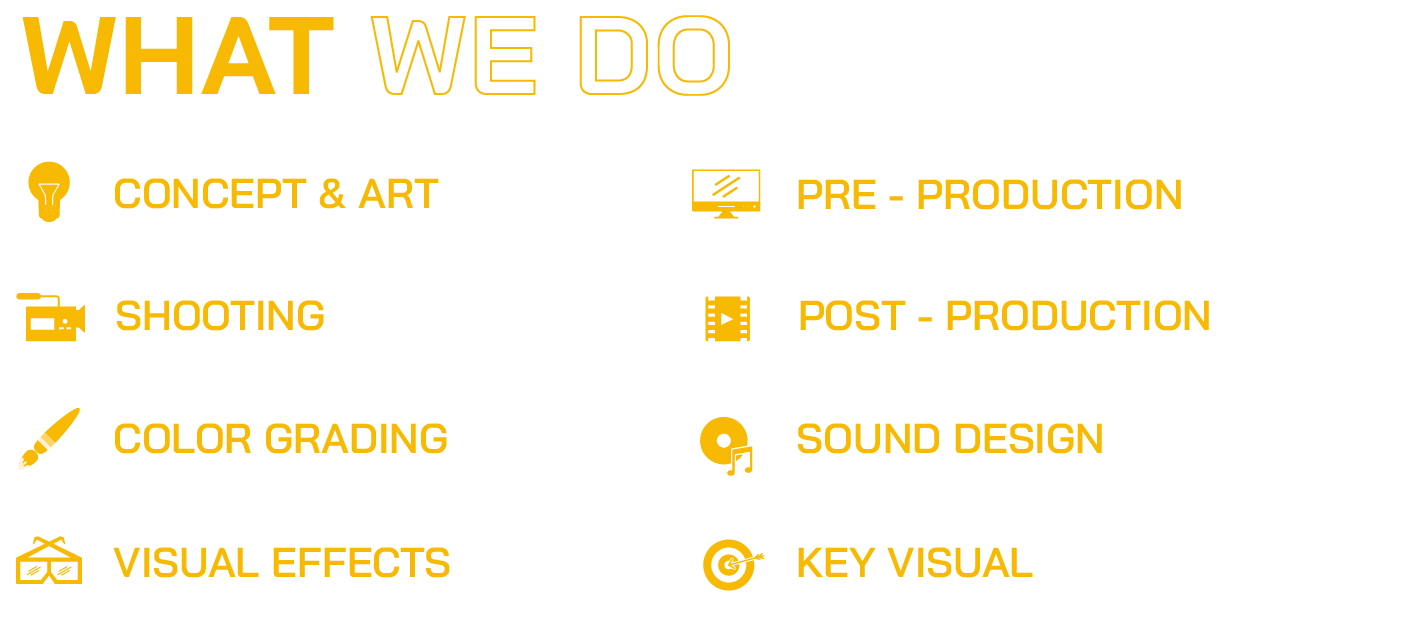 WHAT WE DO
CONCEPT & ART
PRE - PRODUCTION
SHOOTING
POST - PRODUCTION
COLOR GRADING
SOUND DESIGN
VISUAL EFFECTS
KEY VISUAL